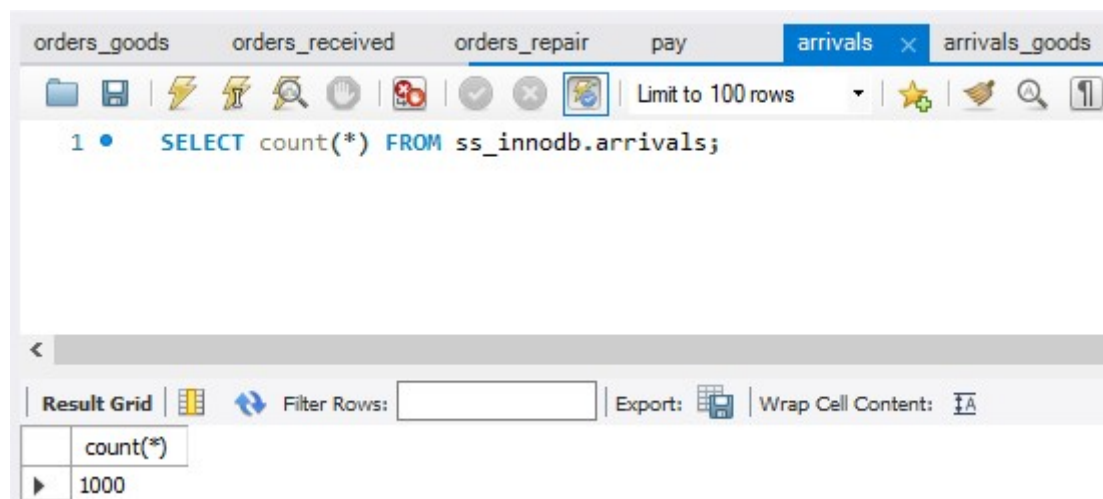 orders_goods orders_received orders_repair pay arrivals arrivals_goods
Limit to 100 rows
1 SELECT count(*) FROM ss_innodb.arrivals;
Result Grid Filter Rows: Export: Wrap Cell Content:
count(*)
1000